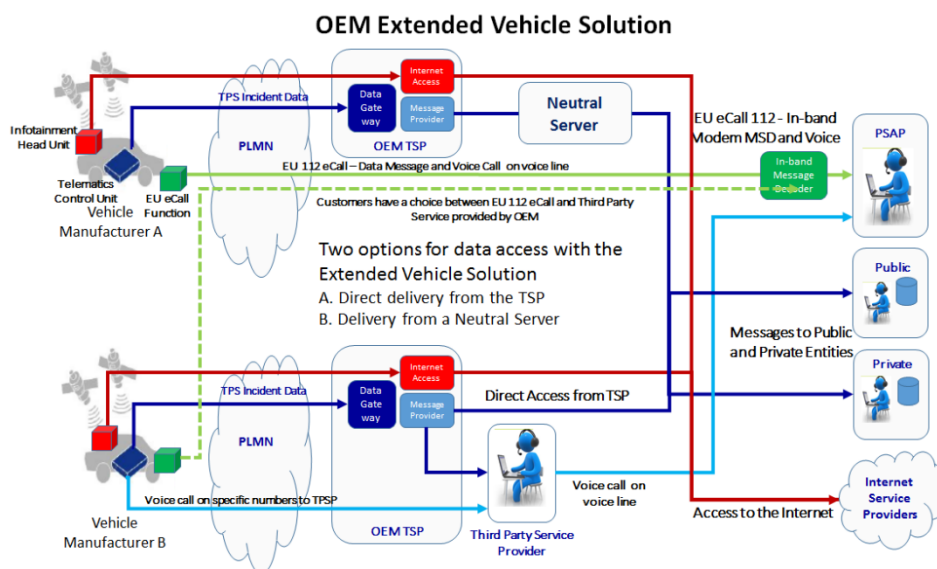 OEM Extended Vehicle Solution
Internet
Access
TPS Incident Data
Data
Gate
way
Message
Provider
OEM TSP
Neutral
Server
Infotainment
Head Unit
PLMN
EU eCall 112 - In-band
Modem MSD and Voice
PSAP
EU 112 eCall – Data Message and Voice Call on voice line
In-band
Message
Decoder
Telematics
Control Unit
EU eCall
Function
Vehicle
Manufacturer A
Customers have a choice between EU 112 eCall and Third Party
Service provided by OEM
Two options for data access with the
Extended Vehicle Solution
A. Direct delivery from the TSP
B. Delivery from a Neutral Server
Public
Messages to Public
and Private Entities
Private
Internet
Access
TPS Incident Data
Data
Gate
way
Message
Provider
Direct Access from TSP
PLMN
Voice call on specific numbers to TPSP
Voice call on
voice line
Internet
Service
Providers
Access to the Internet
Vehicle
Manufacturer B
OEM TSP
Third Party Service
Provider